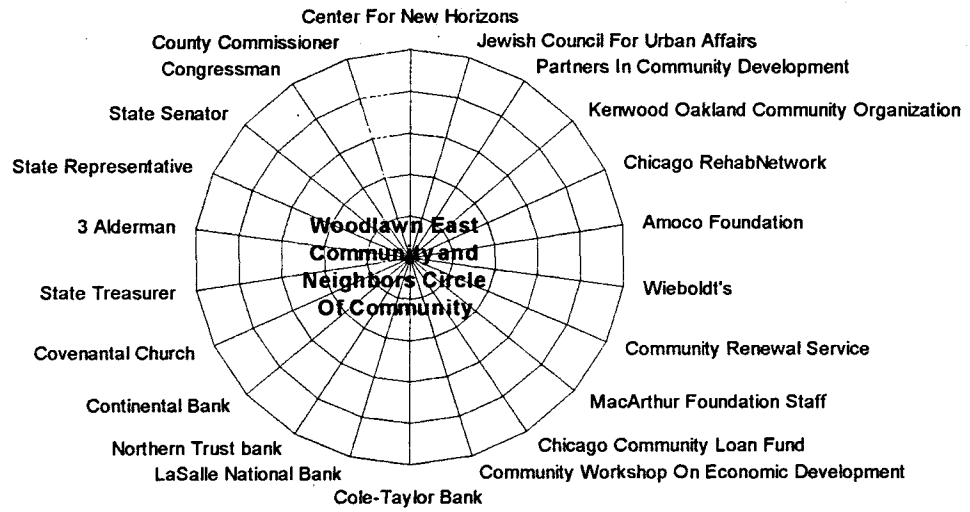 Center For New Horizons
County Commissioner
Jewish Council For Urban Affairs
Congressman
Partners In Community Development
State Senator
Kenwood Oakland Community Organization
State Representative
Chicago RehabNetwork
3 Alderman
Amoco Foundation
Woodlawn East
Community and
Neighbors Circle
Of Community
State Treasurer
Wieboldt's
Covenantal Church
Community Renewal Service
Continental Bank
MacArthur Foundation Staff
Northern Trust bank
Chicago Community Loan Fund
LaSalle National Bank
Community Workshop On Economic Development
Cole-Taylor Bank